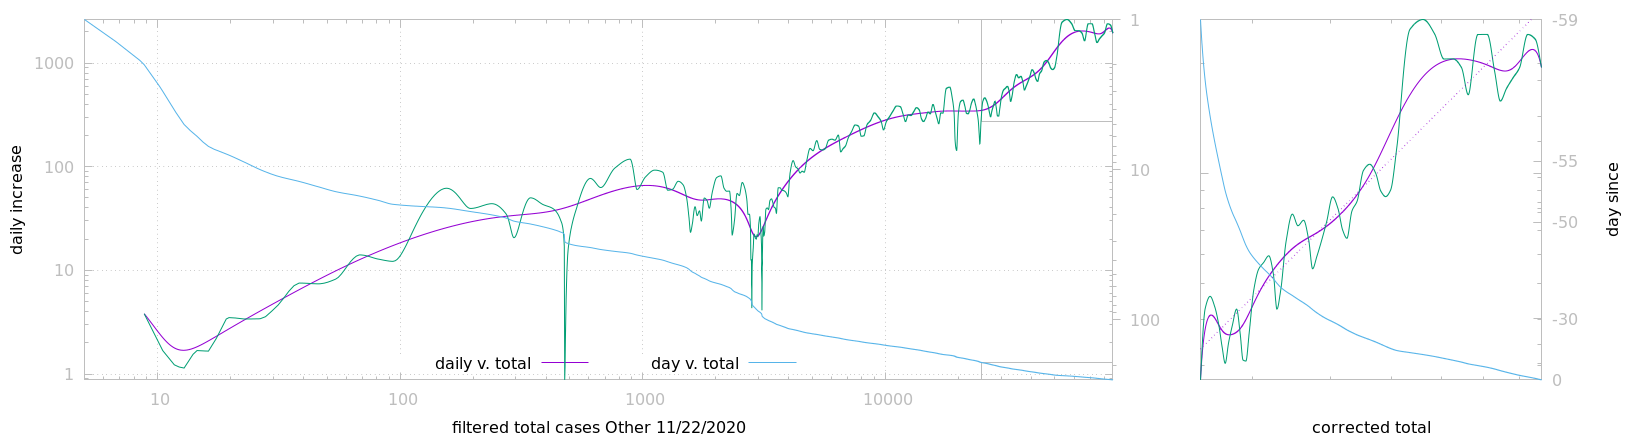 daily increase
1000
100
10
1
10
100
1000
10000
1
10
100
daily v. total
day v. total
filtered total cases Other 11/22/2020
-59
-55
-50
-30
0
day since
corrected total